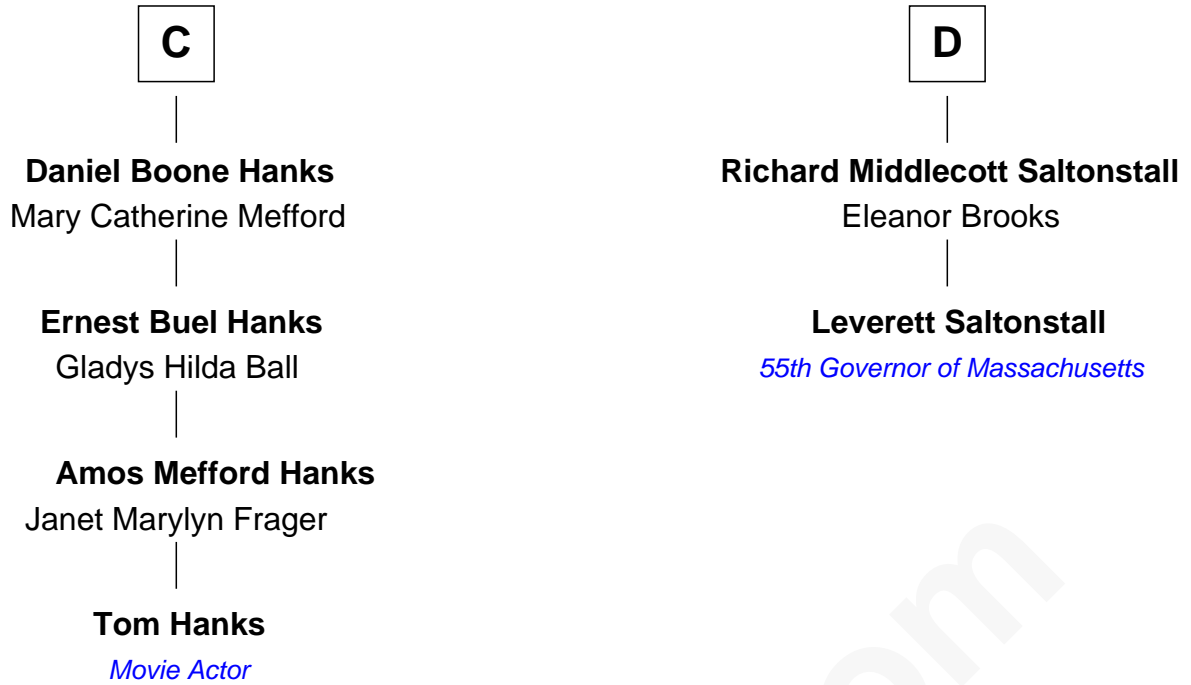 C
Daniel Boone Hanks
Mary Catherine Mefford
Ernest Buel Hanks
Gladys Hilda Ball
Amos Mefford Hanks
Janet Marylyn Frager
Tom Hanks
Movie Actor
D
Richard Middlecott Saltonstall
Eleanor Brooks
Leverett Saltonstall
55th Governor of Massachusetts
om